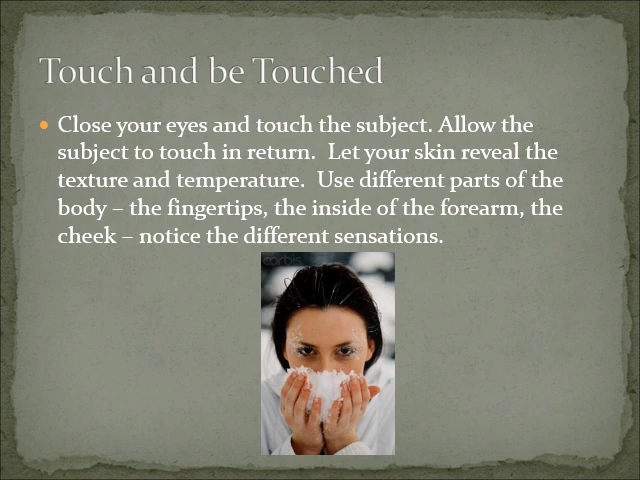 Touch and be Touched
Close your eyes and touch the subject. Allow the
subject to touch in return.  Let your skin reveal the
texture and temperature.  Use different parts of the
body – the fingertips, the inside of the forearm, the
cheek – notice the different sensations.
corbis